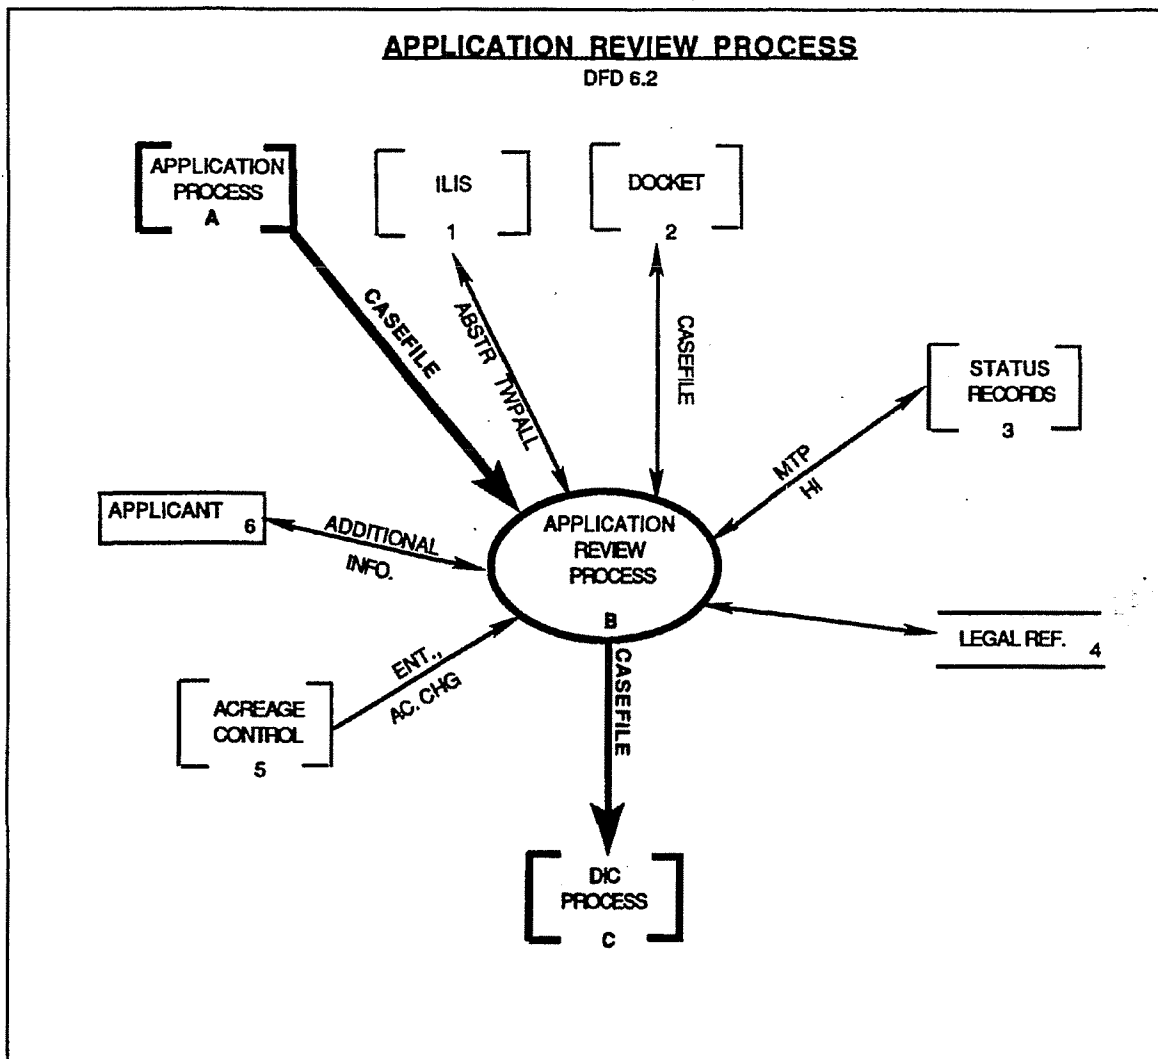 APPLICATION REVIEW PROCESS
DFD 6.2
APPLICATION
PROCESS
A
ILIS
1
DOCKET
2
CASEFILE
ABSTR TWPALL
CASEFILE
STATUS
RECORDS
3
MTP
HI
APPLICANT
6
ADDITIONAL
INFO.
APPLICATION
REVIEW
PROCESS
B
LEGAL REF.
4
ENT.,
AC. CHG
ACREAGE
CONTROL
5
CASEFILE
DIC
PROCESS
C